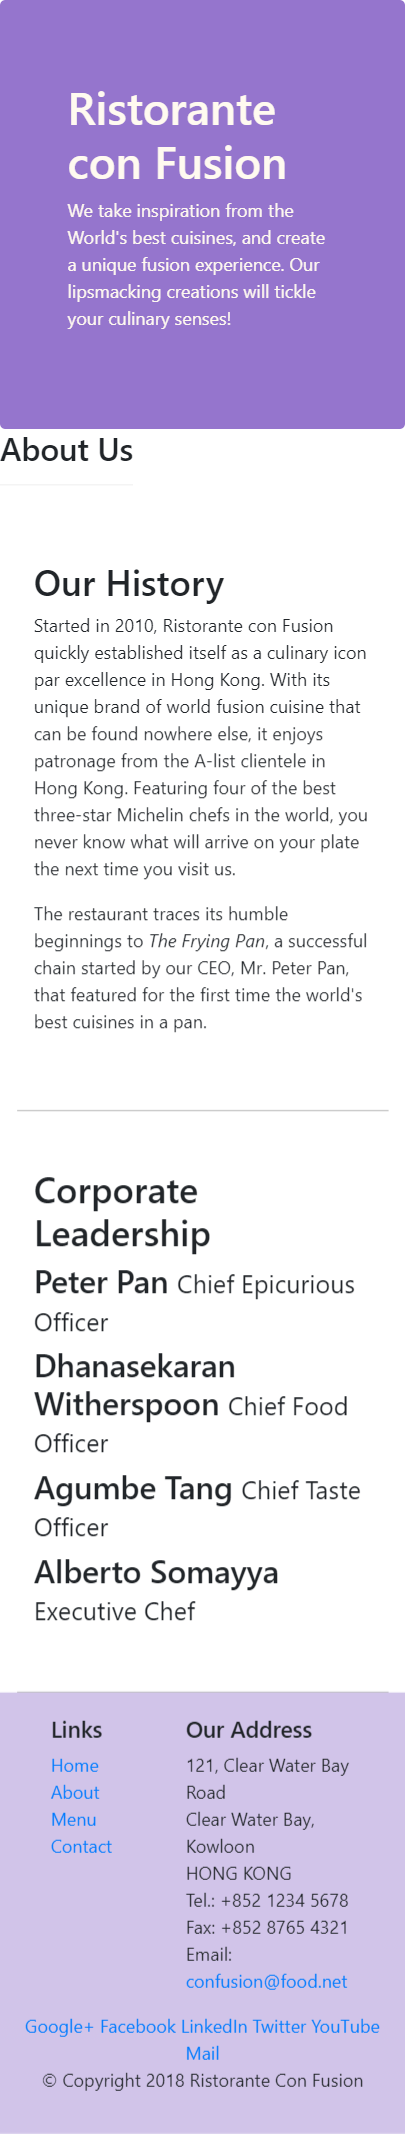 Ristorante
con Fusion
We take inspiration from the
World's best cuisines, and create
a unique fusion experience. Our
lipsmacking creations will tickle
your culinary senses!
About Us
Our History
Started in 2010, Ristorante con Fusion
quickly established itself as a culinary icon
par excellence in Hong Kong. With its
unique brand of world fusion cuisine that
can be found nowhere else, it enjoys
patronage from the A-list clientele in
Hong Kong. Featuring four of the best
three-star Michelin chefs in the world, you
never know what will arrive on your plate
the next time you visit us.
The restaurant traces its humble
beginnings to The Frying Pan, a successful
chain started by our CEO, Mr. Peter Pan,
that featured for the first time the world's
best cuisines in a pan.
Corporate
Leadership
Peter Pan Chief Epicurious
Officer
Dhanasekaran
Witherspoon Chief Food
Officer
Agumbe Tang Chief Taste
Officer
Alberto Somayya
Executive Chef
Links
Home
About
Menu
Contact
Our Address
121, Clear Water Bay
Road
Clear Water Bay,
Kowloon
HONG KONG
Tel.: +852 1234 5678
Fax: +852 8765 4321
Email:
confusion@food.net
Google+ Facebook LinkedIn Twitter YouTube
Mail
© Copyright 2018 Ristorante Con Fusion